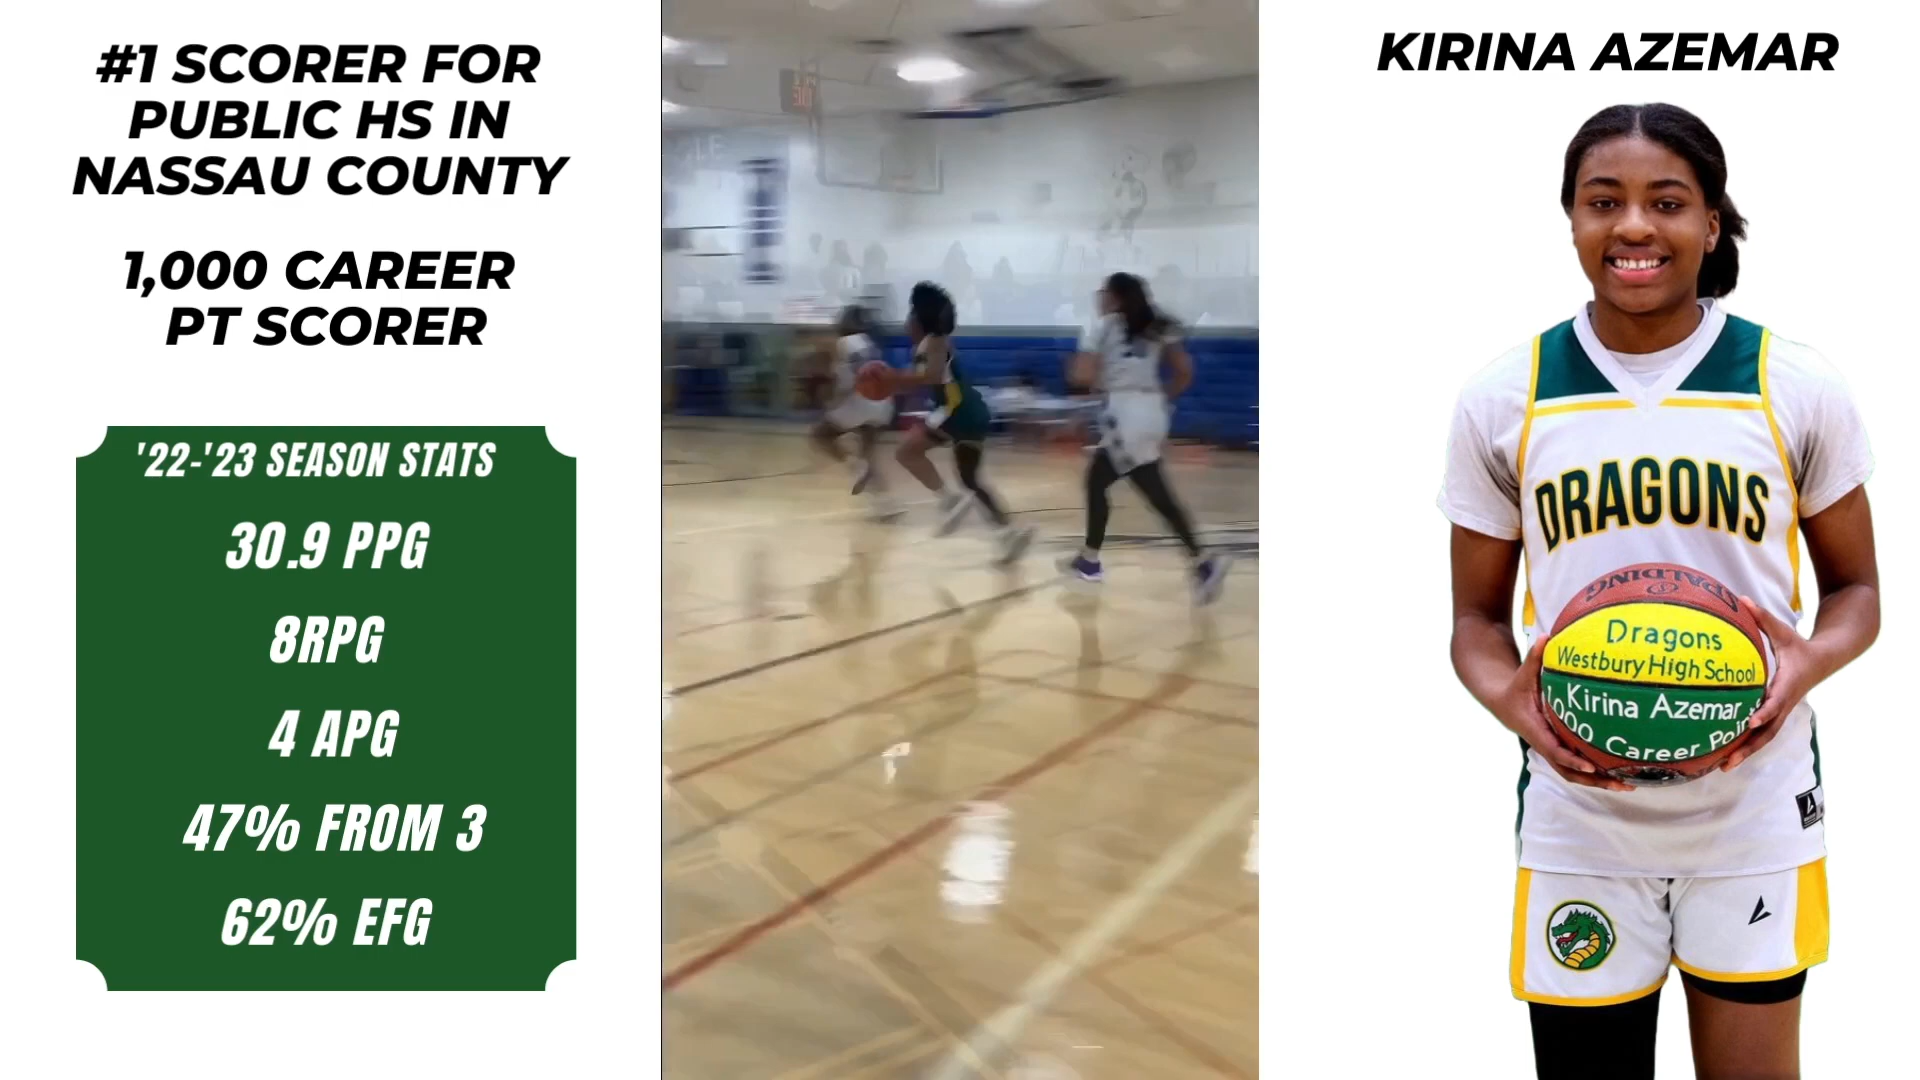 #1 SCORER FOR
PUBLIC HS IN
NASSAU COUNTY
1,000 CAREER
PT SCORER
'22-'23 SEASON STATS
30.9 PPG
8RPG
4 APG
47% FROM 3
62% EFG
KIRINA AZEMAR
DRAGONS
SPALDING
Dragons
Westbury High School
Kirina Azemar
Career